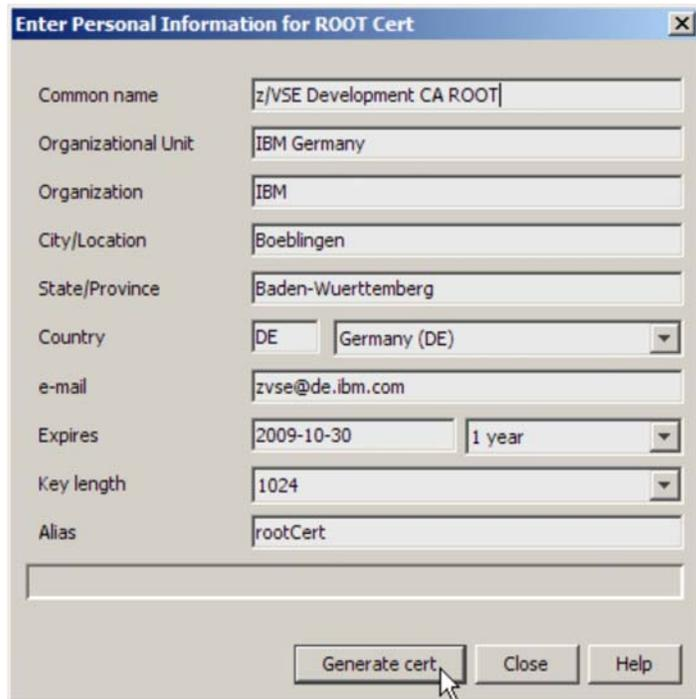 Enter Personal Information for ROOT Cert
Common name z/VSE Development CA ROOT
Organizational Unit IBM Germany
Organization IBM
City/Location Boeblingen
State/Province Baden-Wuerttemberg
Country DE Germany (DE)
e-mail zvse@de.ibm.com
Expires 2009-10-30 1 year
Key length 1024
Alias rootCert
Generate cert Close Help